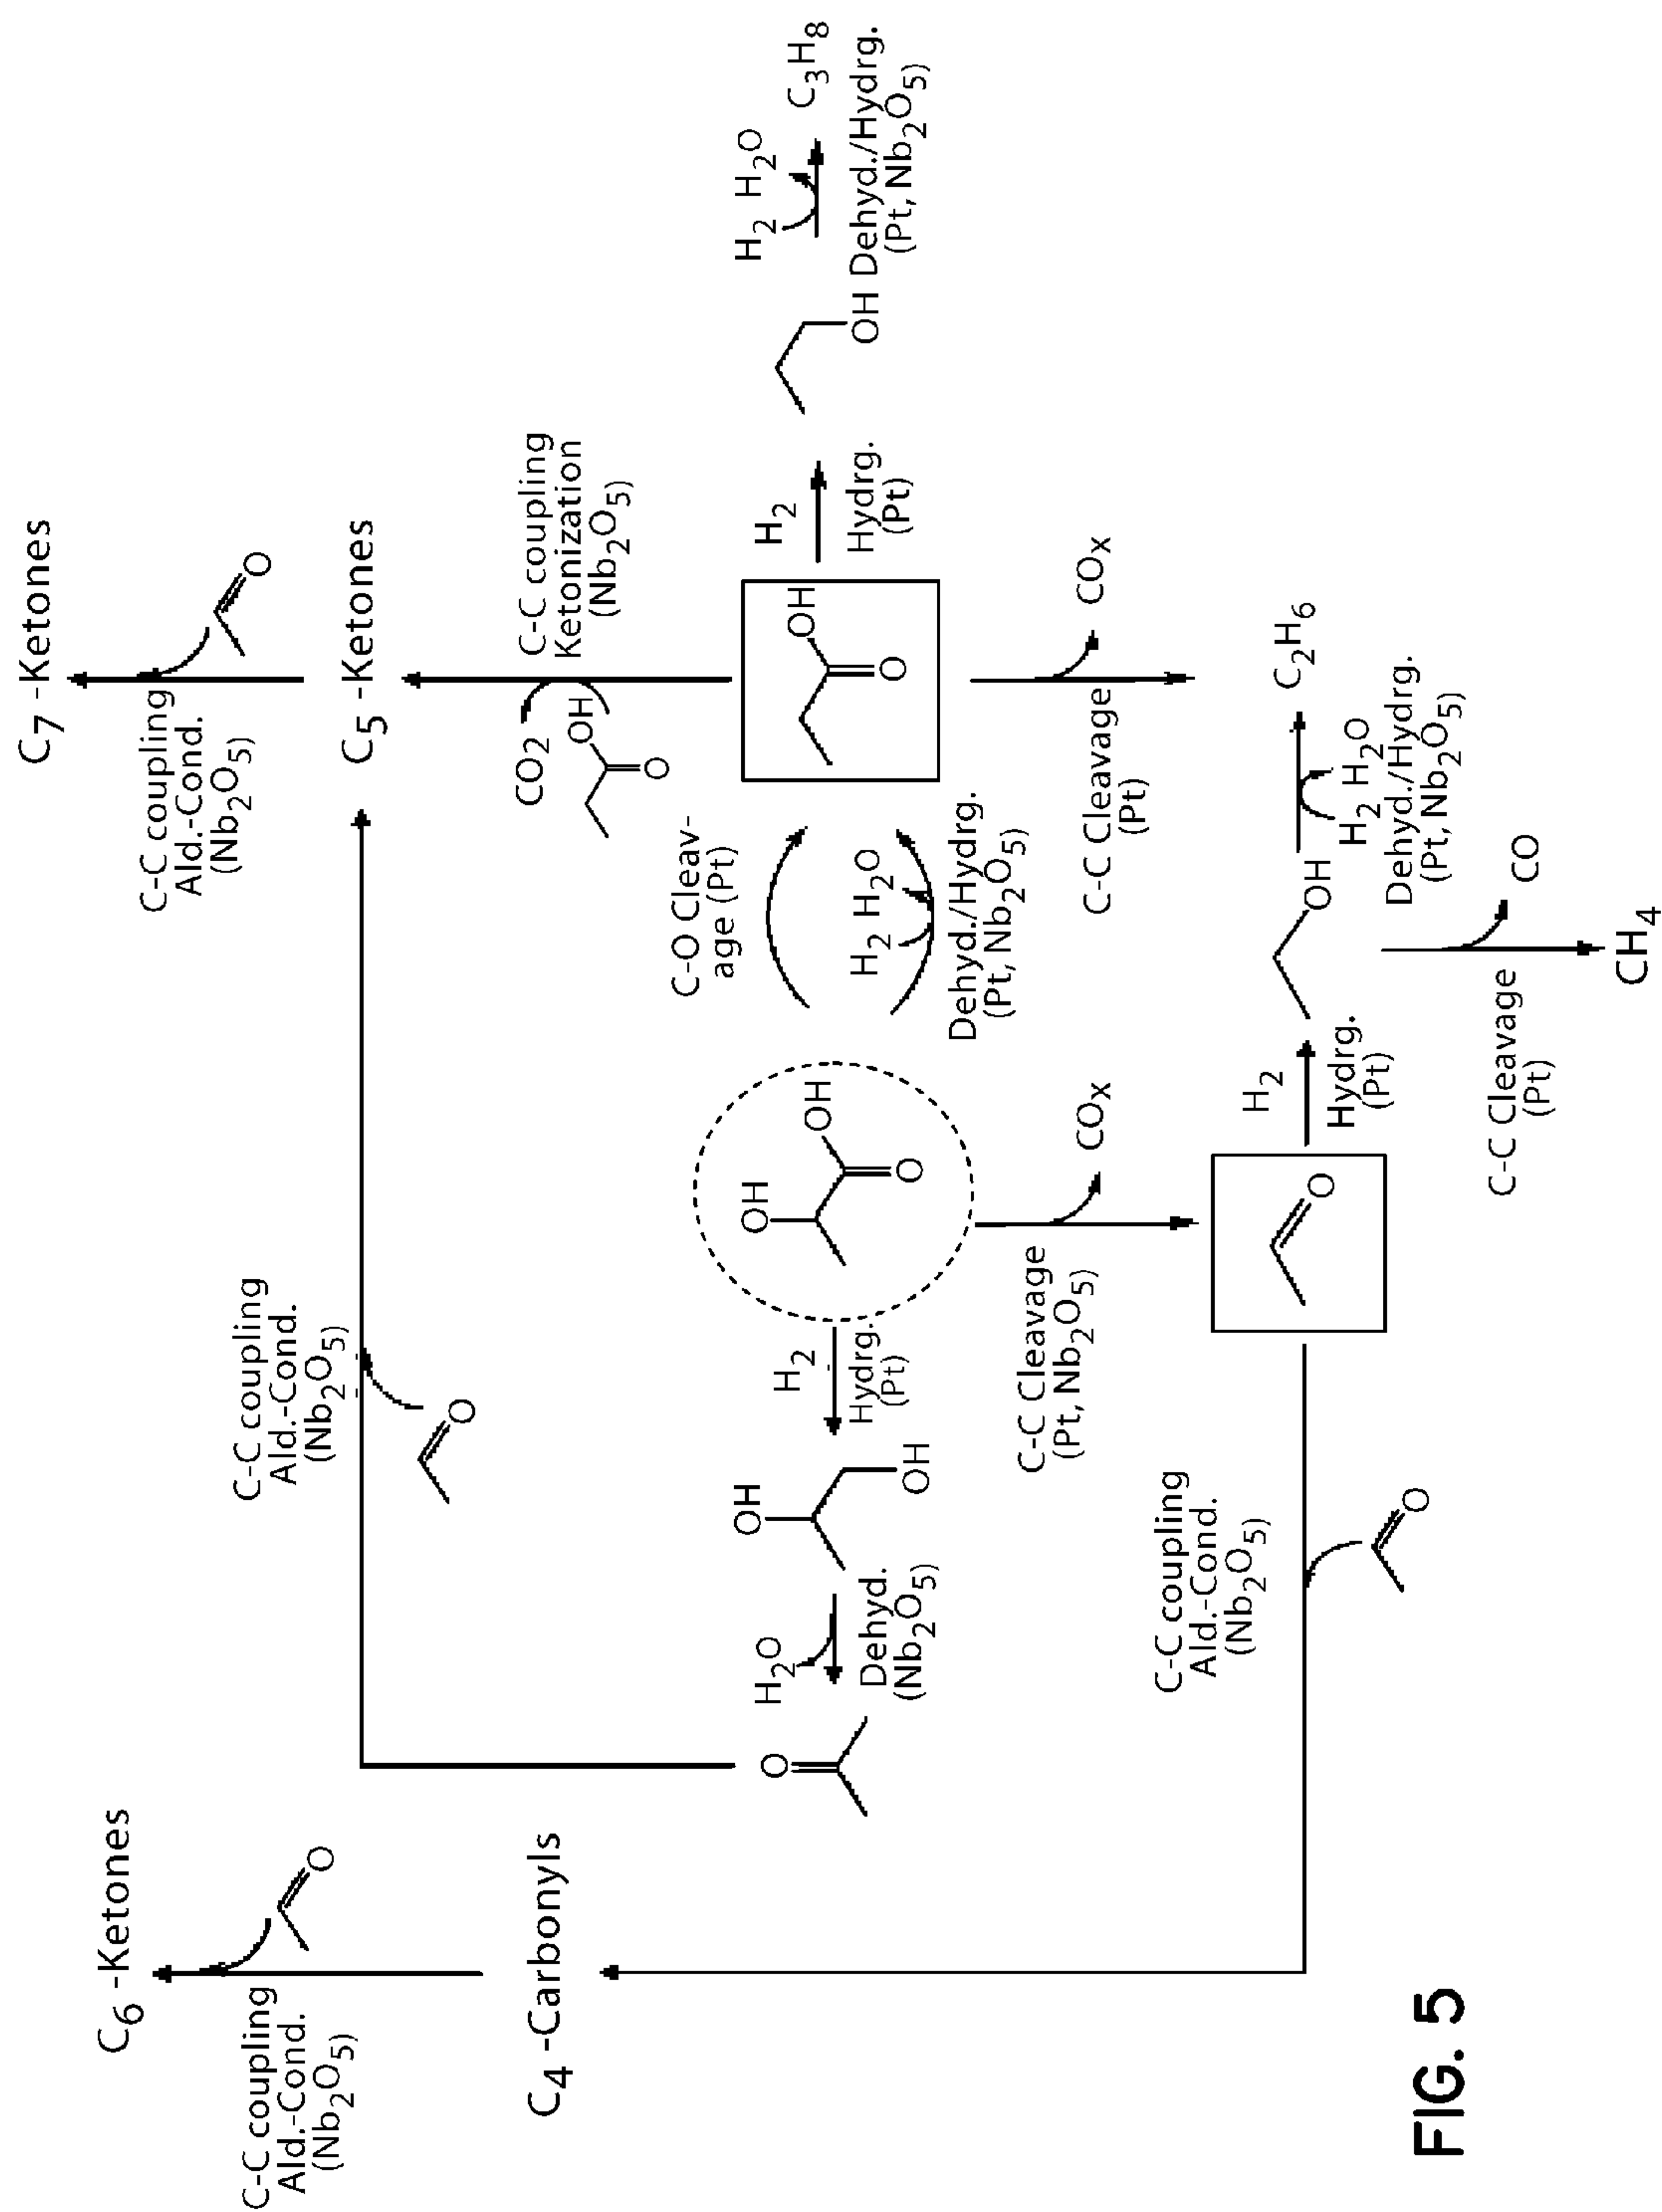 C6 -Ketones
C-C coupling
Ald.-Cond.
(Nb2O5)
O
C4 -Carbonyls
C-C coupling
Ald.-Cond.
(Nb2O5)
O
C7 -Ketones
C-C coupling
Ald.-Cond.
(Nb2O5)
O
C5 -Ketones
C-C coupling
Ketonization
(Nb2O5)
CO2
OH
O
O
H2O
Dehyd.
(Nb2O5)
OH
OH
H2
Hydrg.
(Pt)
OH
OH
O
C-O Cleav-
age (Pt)
H2 H2O
Dehyd./Hydrg.
(Pt, Nb2O5)
OH
O
H2
Hydrg.
(Pt)
OH
H2 H2O
C3H8
Dehyd./Hydrg.
(Pt, Nb2O5)
C-C Cleavage
(Pt, Nb2O5)
COx
C-C Cleavage
(Pt)
COx
C-C coupling
Ald.-Cond.
(Nb2O5)
O
O
H2
Hydrg.
(Pt)
OH
C2H6
H2 H2O
Dehyd./Hydrg.
(Pt, Nb2O5)
C-C Cleavage
(Pt)
CO
CH4
FIG. 5